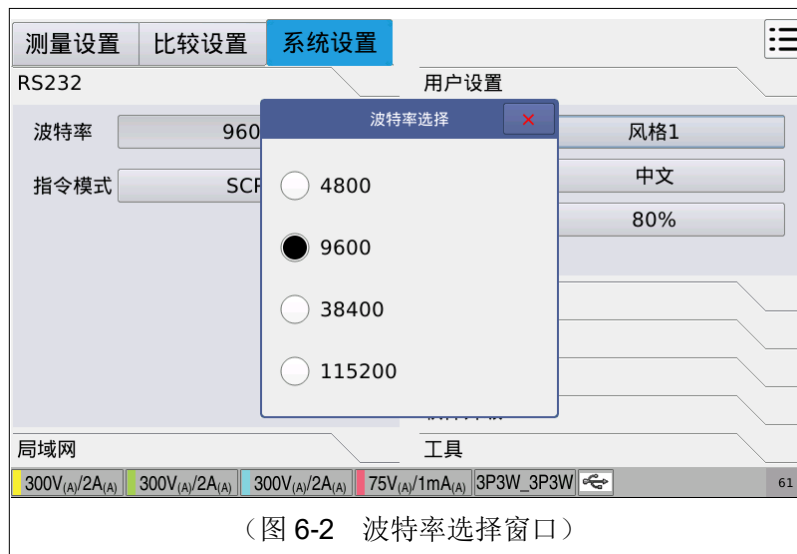 测量设置 比较设置 系统设置
RS232 用户设置
波特率选择
波特率 960 风格1
指令模式 SCP 中文
80%
4800
9600
38400
115200
局域网 工具
300V(A)/2A(A) 300V(A)/2A(A) 300V(A)/2A(A) 75V(A)/1mA(A) 3P3W_3P3W 61
（图 6-2 波特率选择窗口）